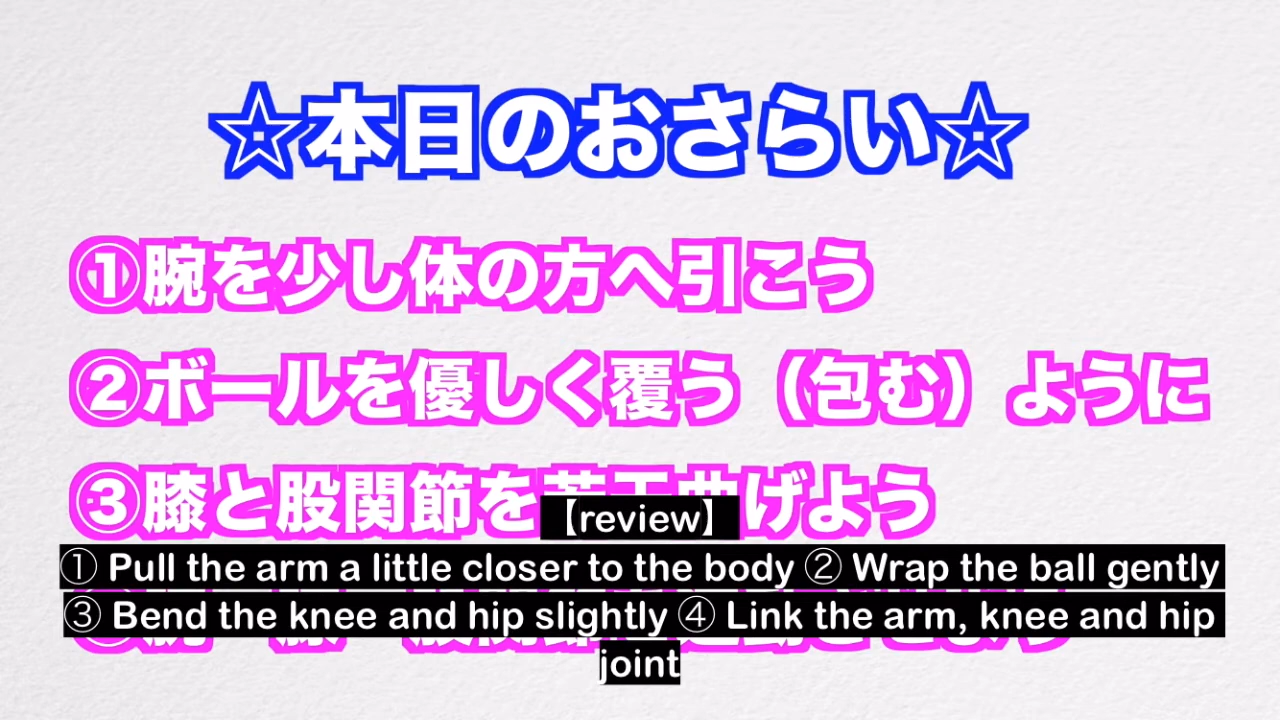 ☆本日のおさらい☆
①腕を少し体の方へ引こう
②ボールを優しく覆う（包む）ように
③膝と股関節を若干曲げよう
【review】
① Pull the arm a little closer to the body ② Wrap the ball gently
③ Bend the knee and hip slightly ④ Link the arm, knee and hip
joint